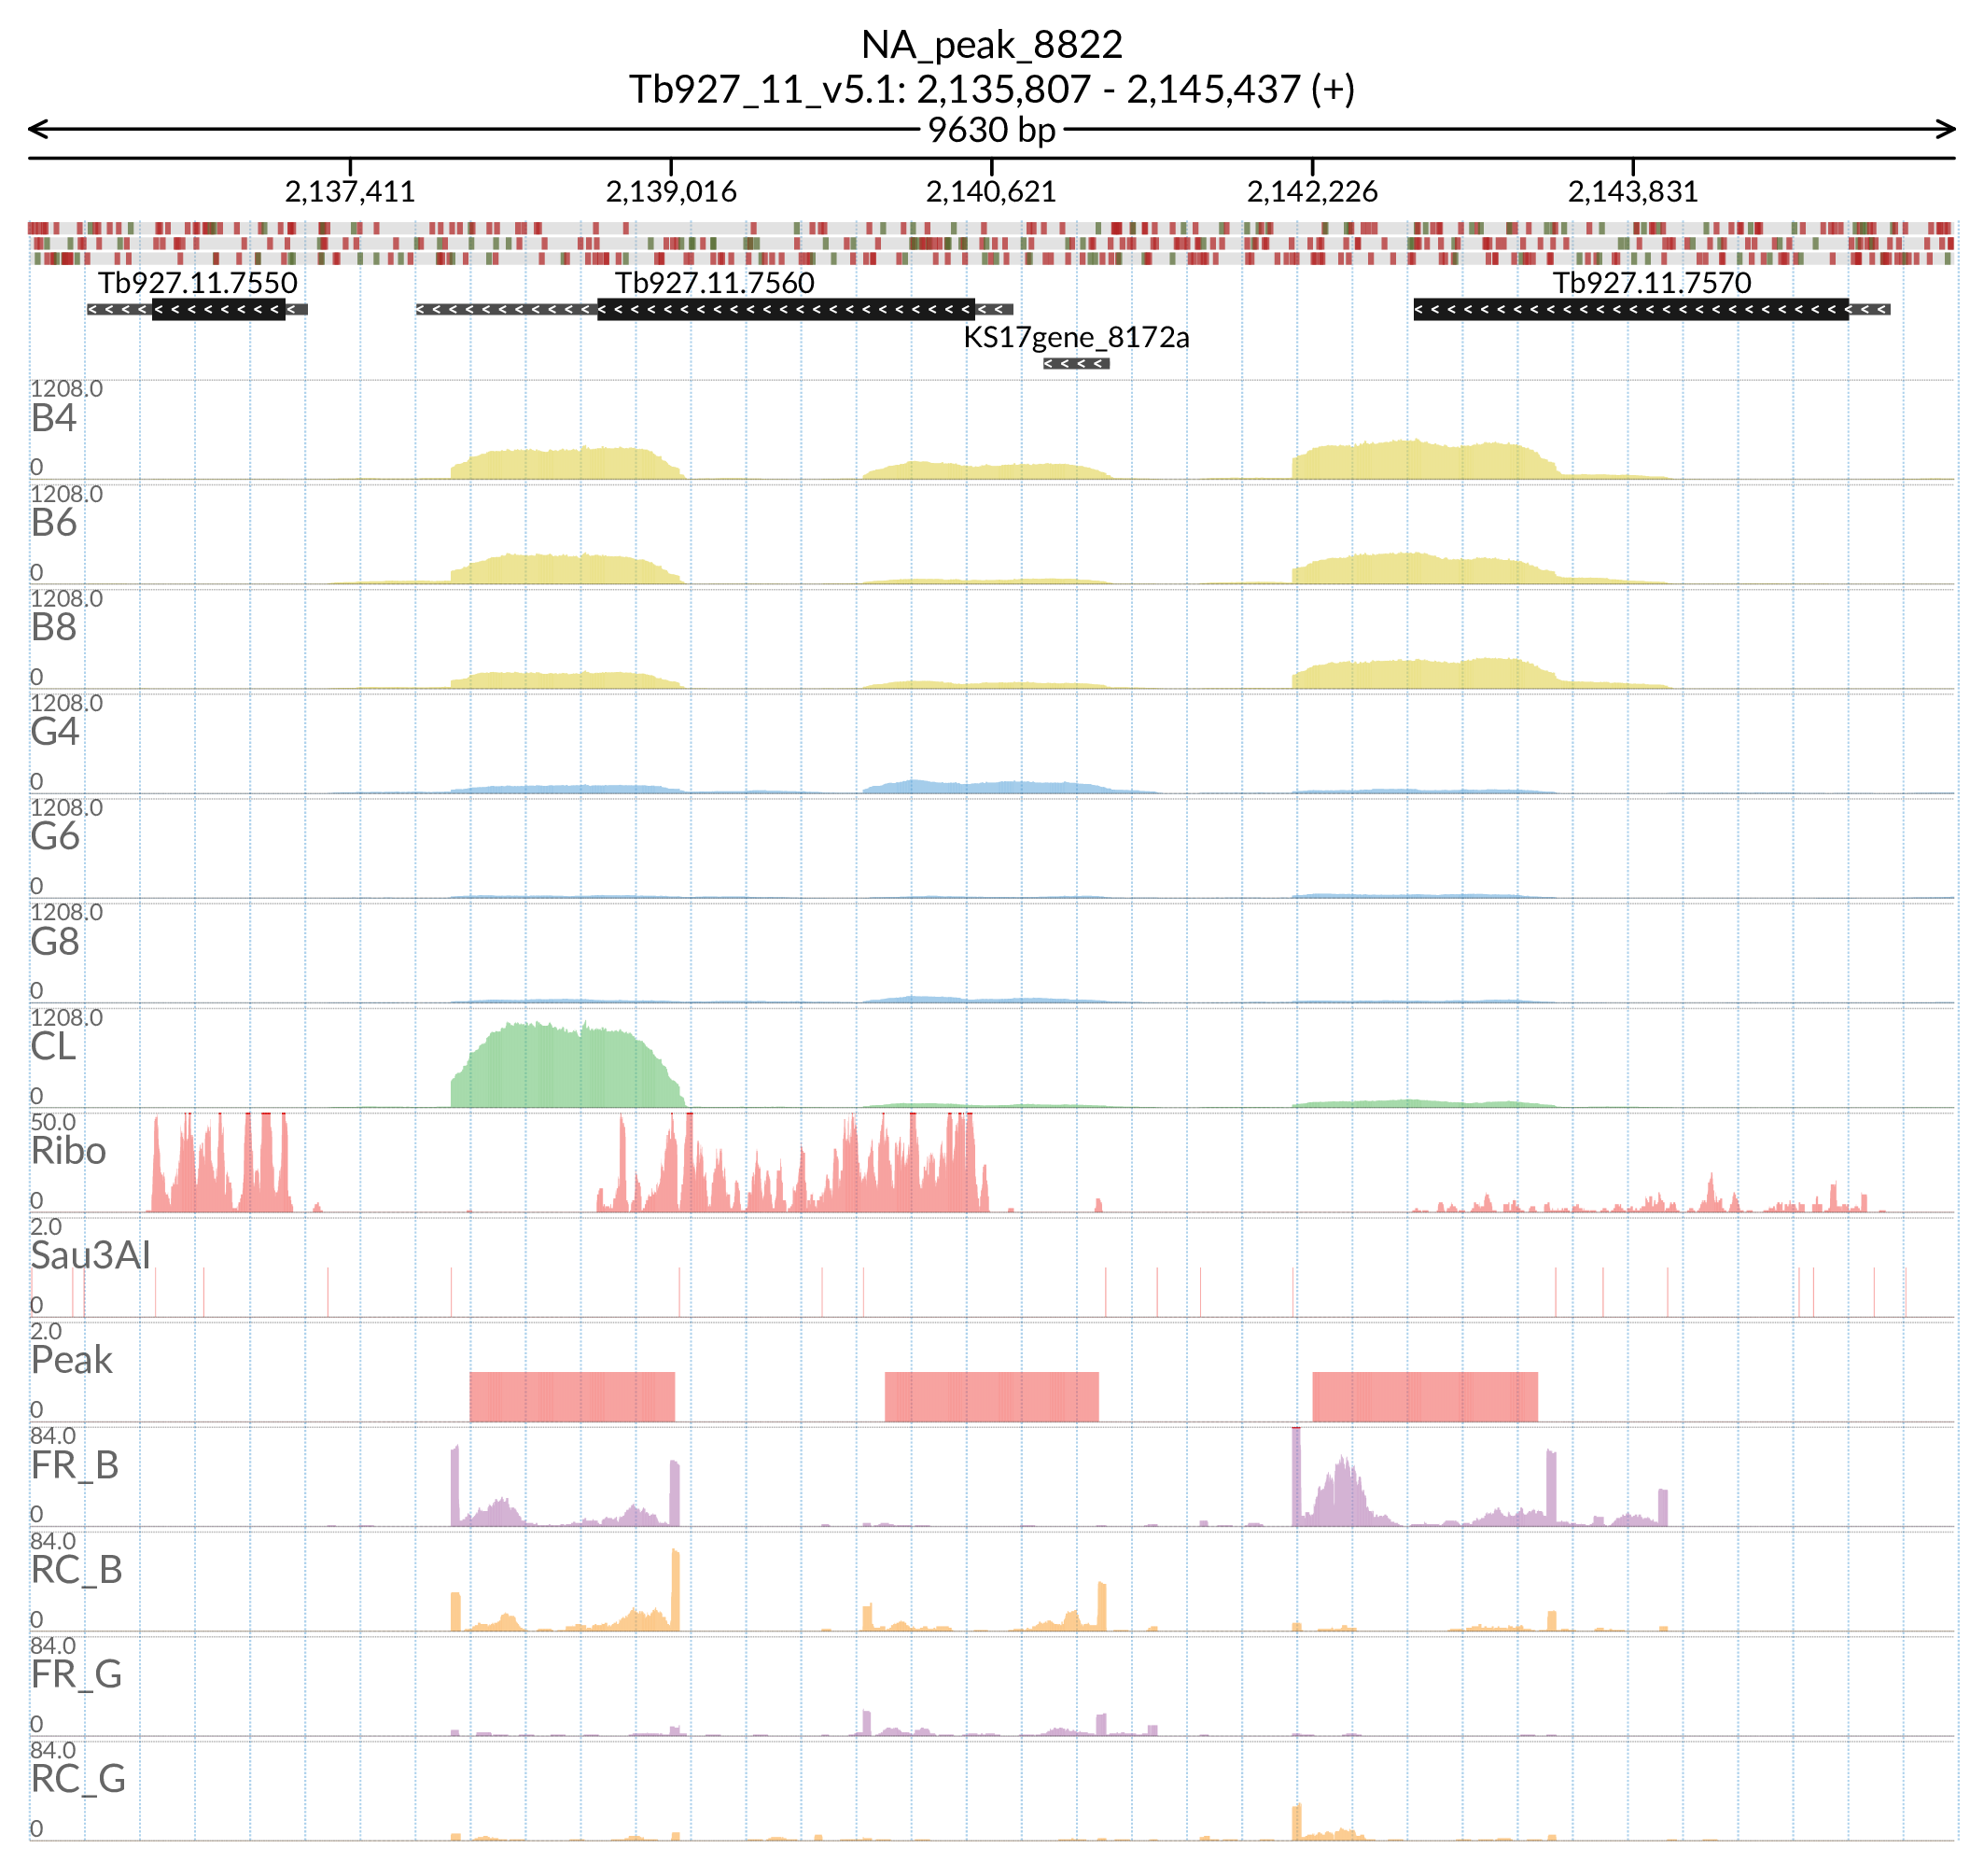 NA_peak_8822
Tb927_11_v5.1: 2,135,807 - 2,145,437 (+)
9630 bp
2,137,411 2,139,016 2,140,621 2,142,226 2,143,831
Tb927.11.7550 Tb927.11.7560 Tb927.11.7570
KS17gene_8172a
1208.0
B4
0
1208.0
B6
0
1208.0
B8
0
1208.0
G4
0
1208.0
G6
0
1208.0
G8
0
1208.0
CL
0
50.0
Ribo
0
2.0
Sau3AI
0
2.0
Peak
0
84.0
FR_B
0
84.0
RC_B
0
84.0
FR_G
0
84.0
RC_G
0